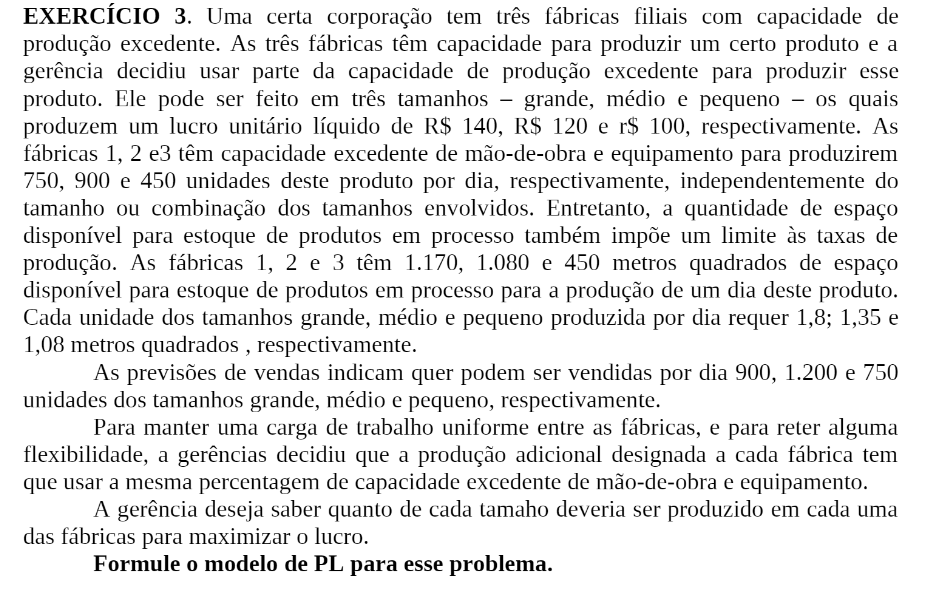 EXERCÍCIO 3. Uma certa corporação tem três fábricas filiais com capacidade de
produção excedente. As três fábricas têm capacidade para produzir um certo produto e a
gerência decidiu usar parte da capacidade de produção excedente para produzir esse
produto. Ele pode ser feito em três tamanhos – grande, médio e pequeno – os quais
produzem um lucro unitário líquido de R$ 140, R$ 120 e r$ 100, respectivamente. As
fábricas 1, 2 e3 têm capacidade excedente de mão-de-obra e equipamento para produzirem
750, 900 e 450 unidades deste produto por dia, respectivamente, independentemente do
tamanho ou combinação dos tamanhos envolvidos. Entretanto, a quantidade de espaço
disponível para estoque de produtos em processo também impõe um limite às taxas de
produção. As fábricas 1, 2 e 3 têm 1.170, 1.080 e 450 metros quadrados de espaço
disponível para estoque de produtos em processo para a produção de um dia deste produto.
Cada unidade dos tamanhos grande, médio e pequeno produzida por dia requer 1,8; 1,35 e
1,08 metros quadrados , respectivamente.
As previsões de vendas indicam quer podem ser vendidas por dia 900, 1.200 e 750
unidades dos tamanhos grande, médio e pequeno, respectivamente.
Para manter uma carga de trabalho uniforme entre as fábricas, e para reter alguma
flexibilidade, a gerências decidiu que a produção adicional designada a cada fábrica tem
que usar a mesma percentagem de capacidade excedente de mão-de-obra e equipamento.
A gerência deseja saber quanto de cada tamaho deveria ser produzido em cada uma
das fábricas para maximizar o lucro.
Formule o modelo de PL para esse problema.